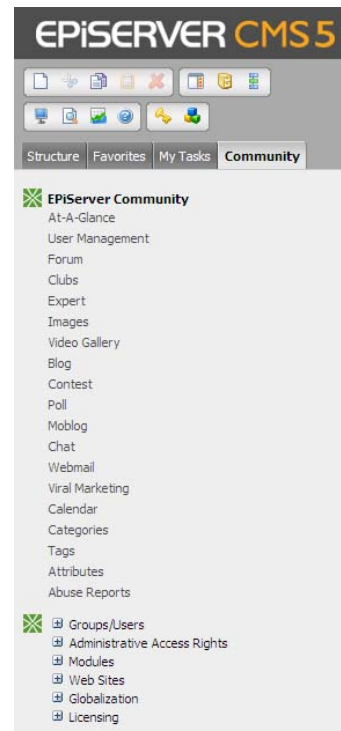 EPiSERVER CMS 5
Structure Favorites My Tasks Community
EPiServer Community
At-A-Glance
User Management
Forum
Clubs
Expert
Images
Video Gallery
Blog
Contest
Poll
Moblog
Chat
Webmail
Viral Marketing
Calendar
Categories
Tags
Attributes
Abuse Reports
Groups/Users
Administrative Access Rights
Modules
Web Sites
Globalization
Licensing